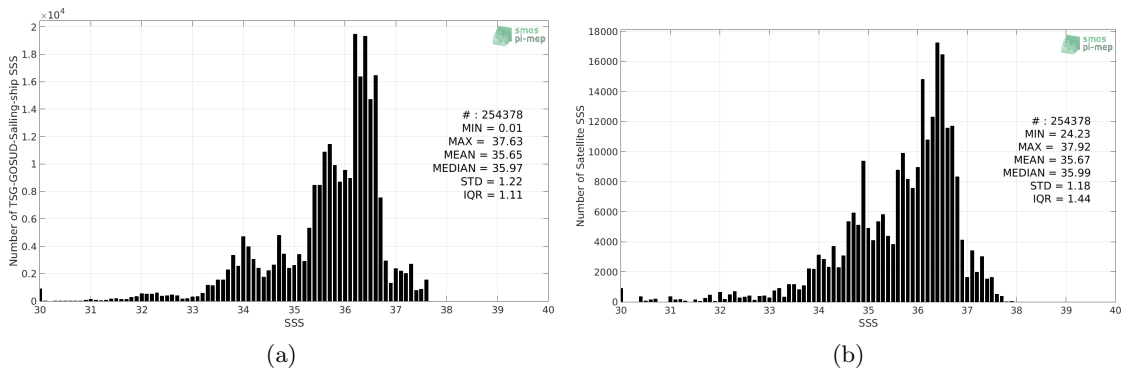 ×10⁴
2
1.8
1.6
1.4
1.2
1
0.8
0.6
0.4
0.2
0
Number of TSG-GOSUD-Sailing-ship SSS
smos
pi-mep
# : 254378
MIN = 0.01
MAX = 37.63
MEAN = 35.65
MEDIAN = 35.97
STD = 1.22
IQR = 1.11
30 31 32 33 34 35 36 37 38 39 40
SSS
(a)
18000
16000
14000
12000
10000
8000
6000
4000
2000
0
Number of Satellite SSS
smos
pi-mep
# : 254378
MIN = 24.23
MAX = 37.92
MEAN = 35.67
MEDIAN = 35.99
STD = 1.18
IQR = 1.44
30 31 32 33 34 35 36 37 38 39 40
SSS
(b)